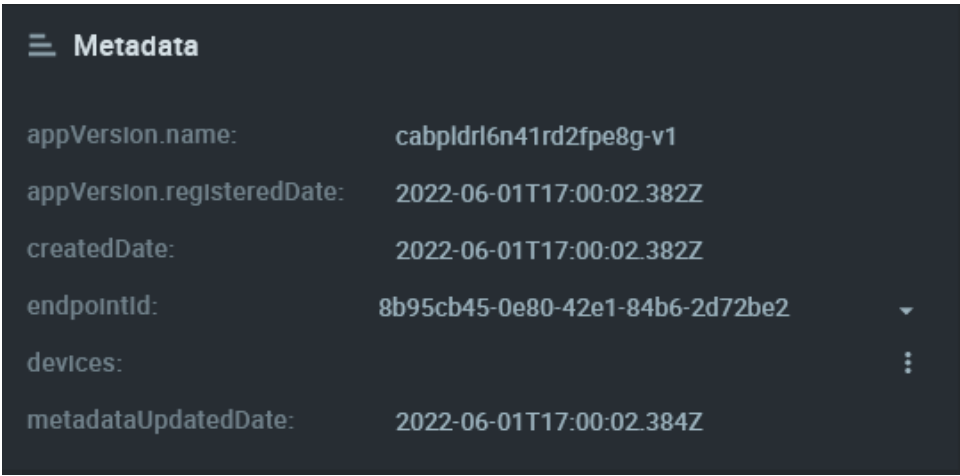 Metadata
appVersion.name: cabpldrl6n41rd2fpe8g-v1
appVersion.registeredDate: 2022-06-01T17:00:02.382Z
createdDate: 2022-06-01T17:00:02.382Z
endpointId: 8b95cb45-0e80-42e1-84b6-2d72be2
devices:
metadataUpdatedDate: 2022-06-01T17:00:02.384Z